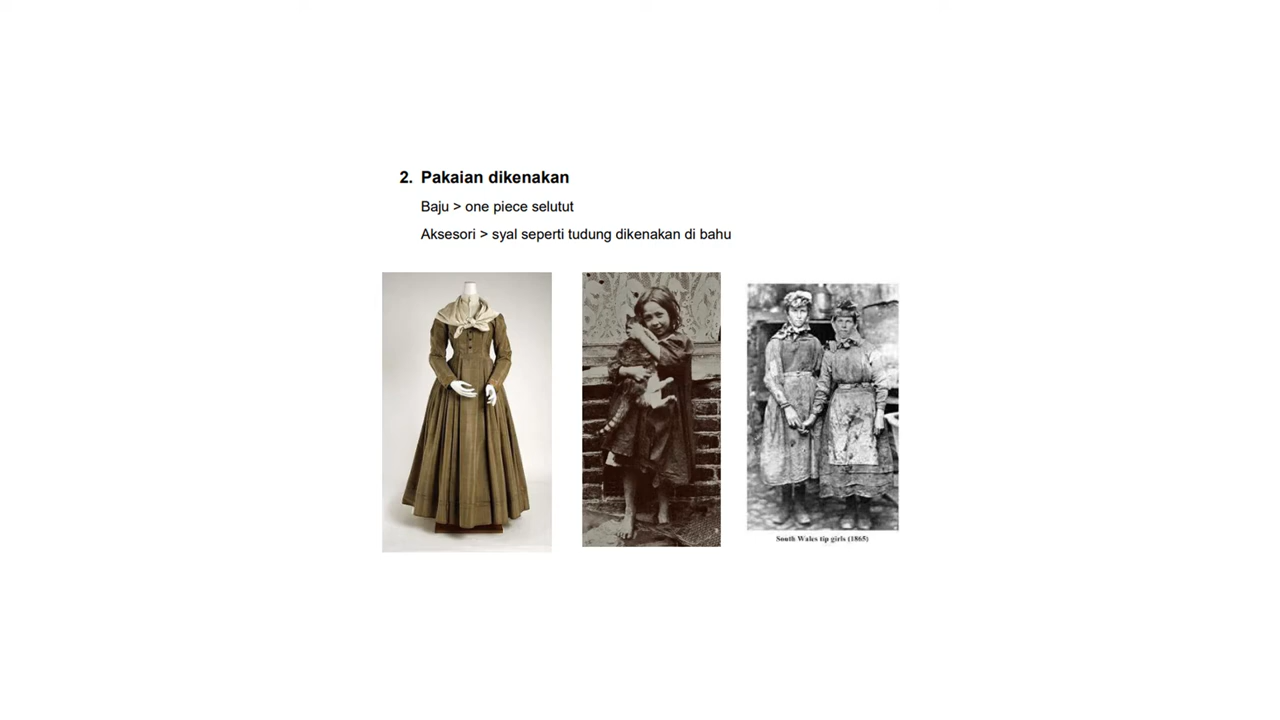 2. Pakaian dikenakan
Baju > one piece selutut
Aksesori > syal seperti tudung dikenakan di bahu
South Wales tip girls (1865)